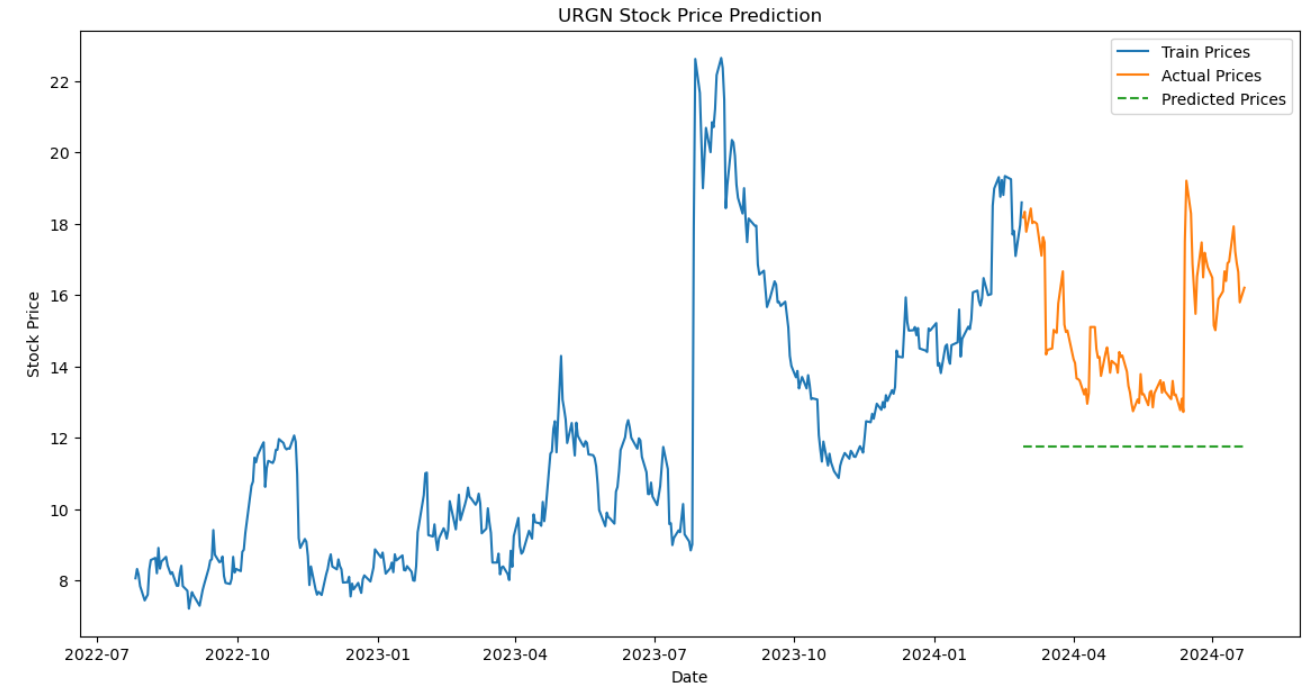 URGN Stock Price Prediction
Train Prices
Actual Prices
Predicted Prices
Stock Price
22
20
18
16
14
12
10
8
2022-07 2022-10 2023-01 2023-04 2023-07 2023-10 2024-01 2024-04 2024-07
Date